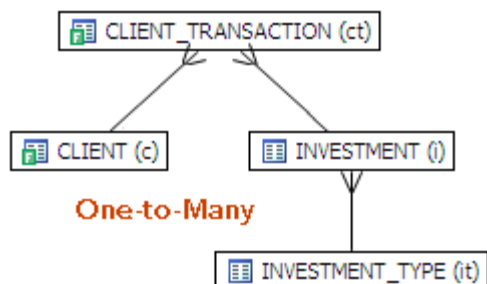 CLIENT_TRANSACTION (ct)
CLIENT (c)
INVESTMENT (i)
One-to-Many
INVESTMENT_TYPE (it)